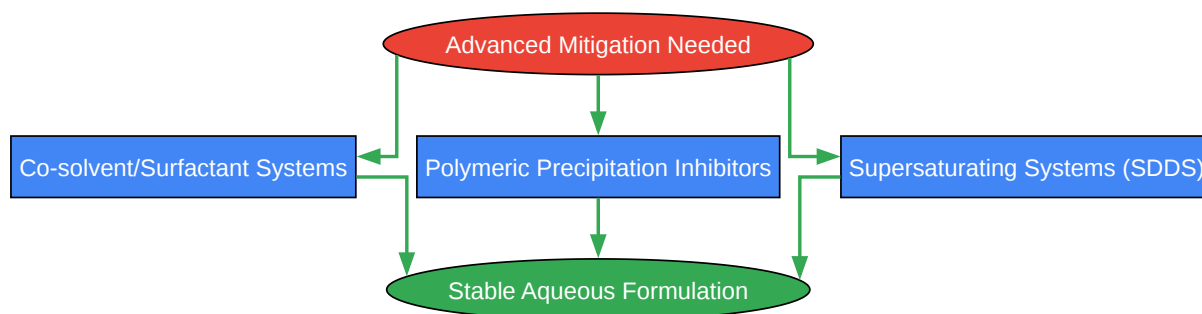 Advanced Mitigation Needed
Co-solvent/Surfactant Systems
Polymeric Precipitation Inhibitors
Supersaturating Systems (SDDS)
Stable Aqueous Formulation